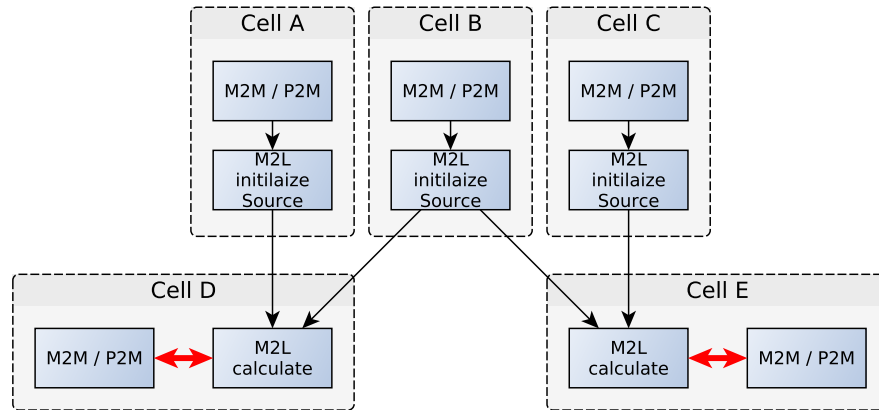 Cell A
Cell B
Cell C
M2M / P2M
M2M / P2M
M2M / P2M
M2L
initilaize
Source
M2L
initilaize
Source
M2L
initilaize
Source
Cell D
Cell E
M2M / P2M
M2L
calculate
M2L
calculate
M2M / P2M